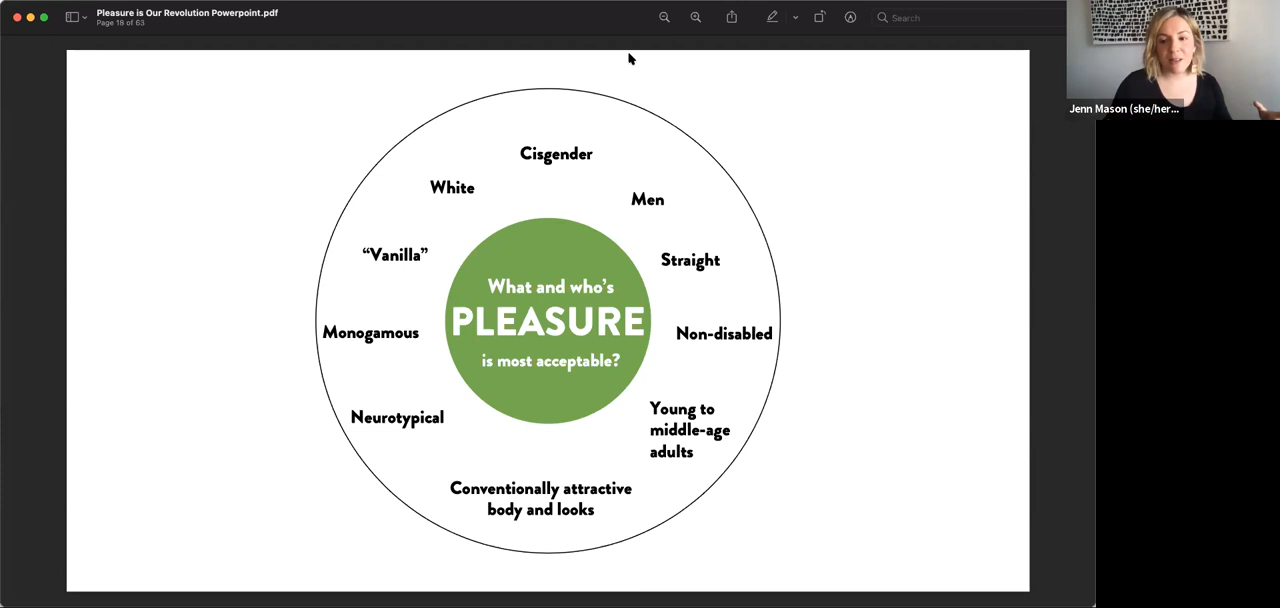 Pleasure is Our Revolution Powerpoint.pdf
Page 18 of 63
Search
Jenn Mason (she/her...
Cisgender
White
Men
“Vanilla”
Straight
What and who’s
PLEASURE
is most acceptable?
Monogamous
Non-disabled
Neurotypical
Young to
middle-age
adults
Conventionally attractive
body and looks